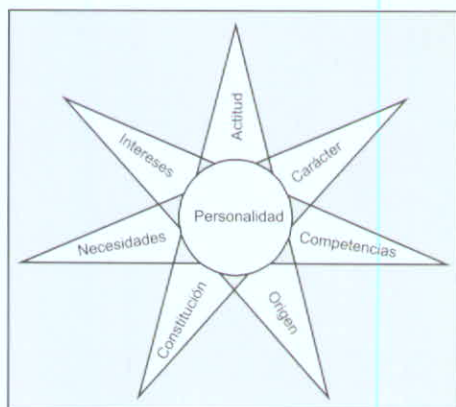 Actitud
Intereses
Carácter
Personalidad
Necesidades
Competencias
Constitución
Origen